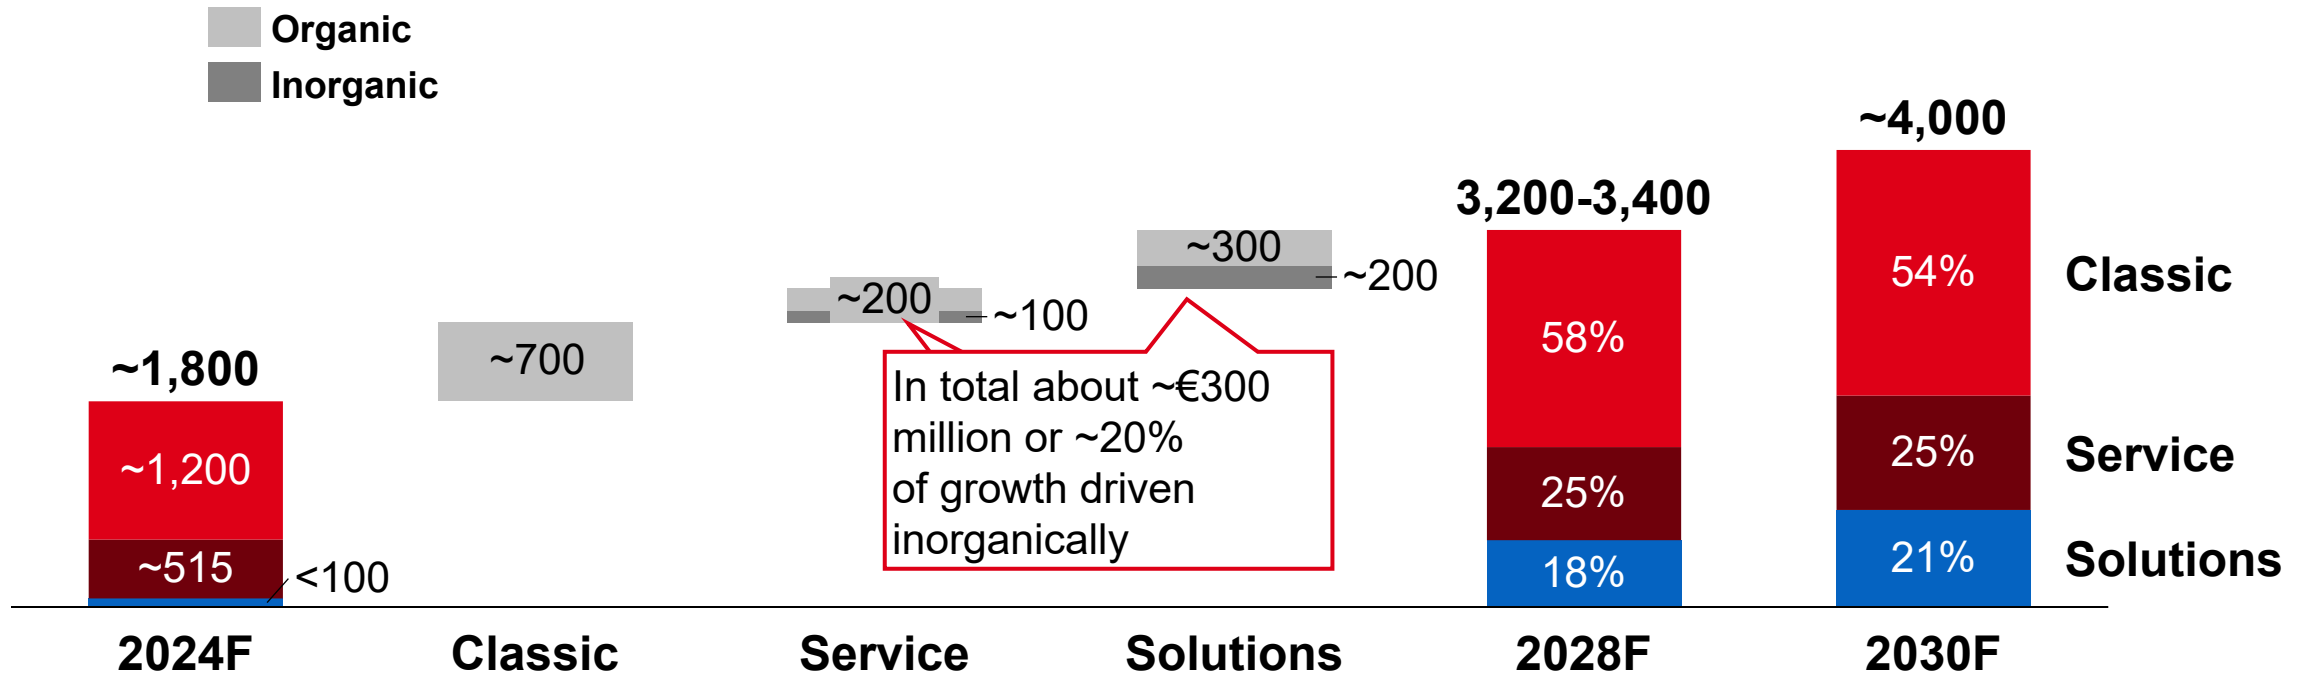 Organic
Inorganic
~4,000
3,200-3,400
~1,800
~700
~200
~100
~300
~200
In total about ~€300
million or ~20%
of growth driven
inorganically
~1,200
~515
<100
58%
25%
18%
54%
25%
21%
Classic
Service
Solutions
2024F
Classic
Service
Solutions
2028F
2030F